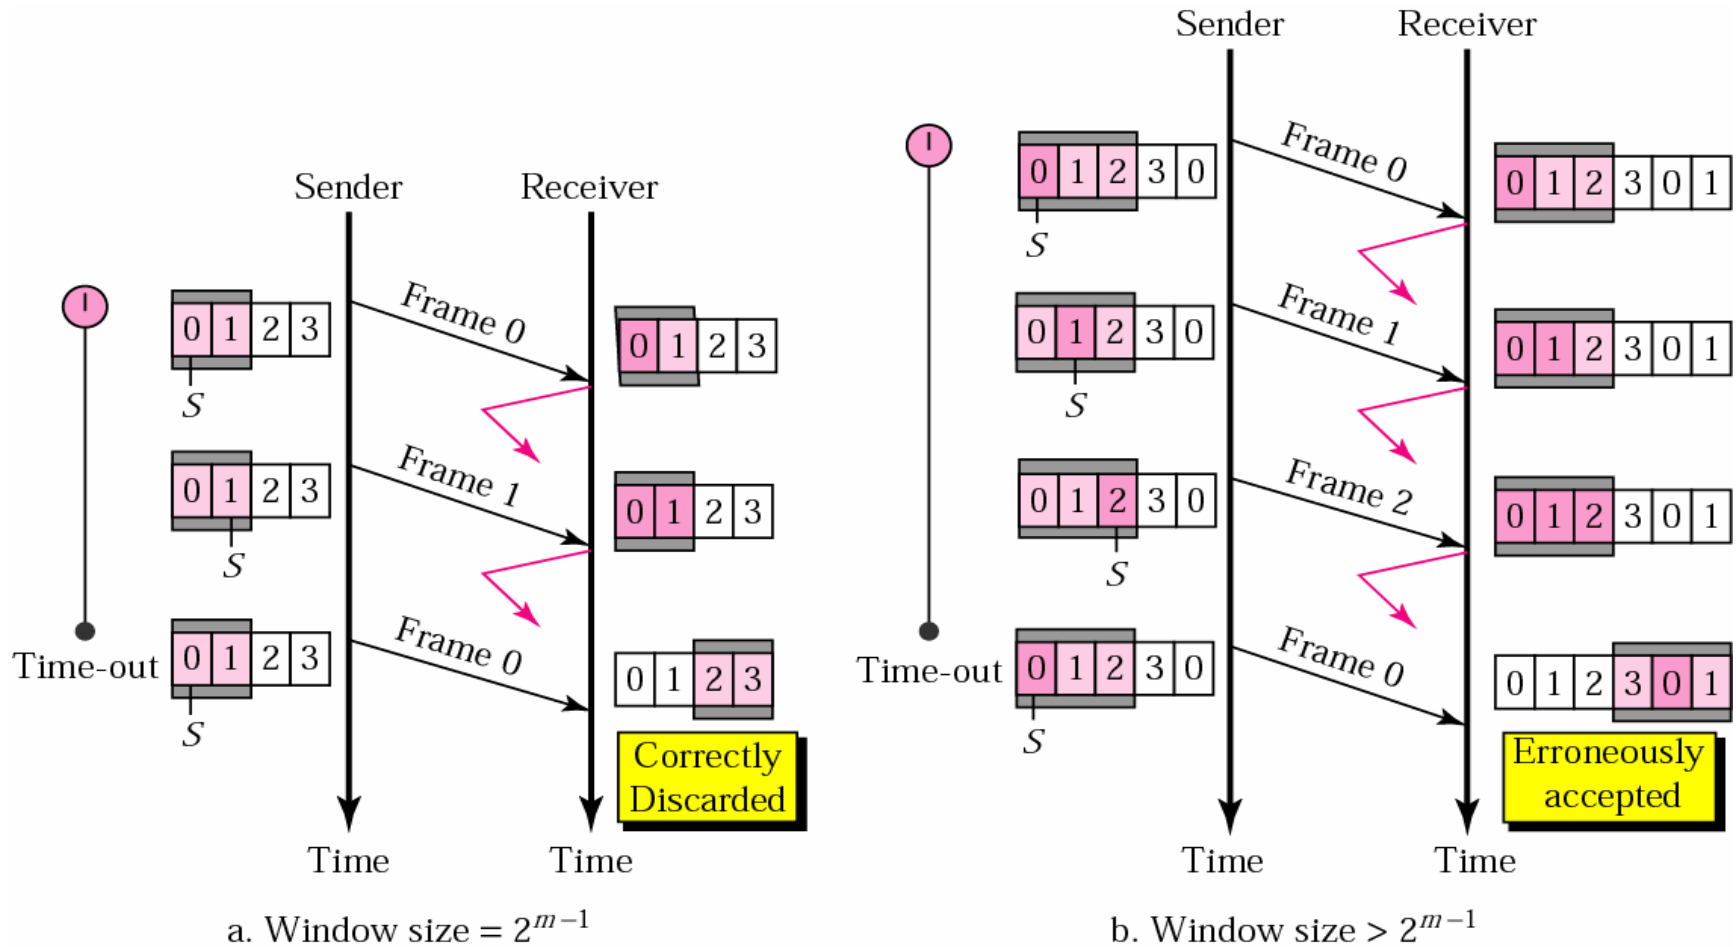 Sender Receiver
0 1 2 3
Frame 0
0 1 2 3
S
0 1 2 3
Frame 1
0 1 2 3
S
Time-out
0 1 2 3
Frame 0
0 1 2 3
S
Correctly
Discarded
Time Time
a. Window size = 2^{m−1}
Sender Receiver
0 1 2 3 0
Frame 0
0 1 2 3 0 1
S
0 1 2 3 0
Frame 1
0 1 2 3 0 1
S
0 1 2 3 0
Frame 2
0 1 2 3 0 1
S
Time-out
0 1 2 3 0
Frame 0
0 1 2 3 0 1
S
Erroneously
accepted
Time Time
b. Window size > 2^{m−1}